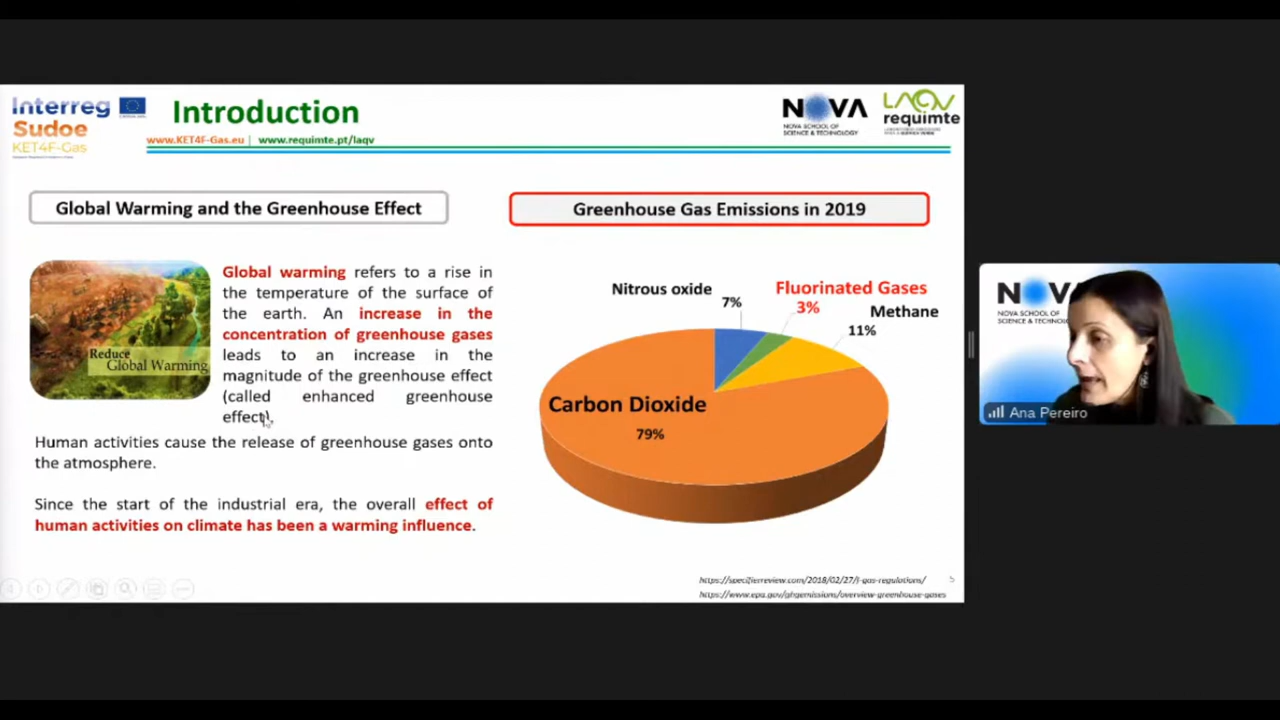 Interreg
Sudoe
KET4F-Gas
Introduction
www.KET4F-Gas.eu | www.requimte.pt/laqv
NOVA
NOVA SCHOOL OF
SCIENCE & TECHNOLOGY
LAQV
requimte
Global Warming and the Greenhouse Effect
Reduce
Global Warming
Global warming refers to a rise in
the temperature of the surface of
the earth. An increase in the
concentration of greenhouse gases
leads to an increase in the
magnitude of the greenhouse effect
(called enhanced greenhouse
effect).
Human activities cause the release of greenhouse gases onto
the atmosphere.
Since the start of the industrial era, the overall effect of
human activities on climate has been a warming influence.
Greenhouse Gas Emissions in 2019
Nitrous oxide
7%
Fluorinated Gases
3%
Methane
11%
Carbon Dioxide
79%
https://specifierreview.com/2018/02/27/f-gas-regulations/
5
https://www.epa.gov/ghgemissions/overview-greenhouse-gases
NOVA
NOVA SCHOOL OF
SCIENCE & TECHNOLOG
Ana Pereiro